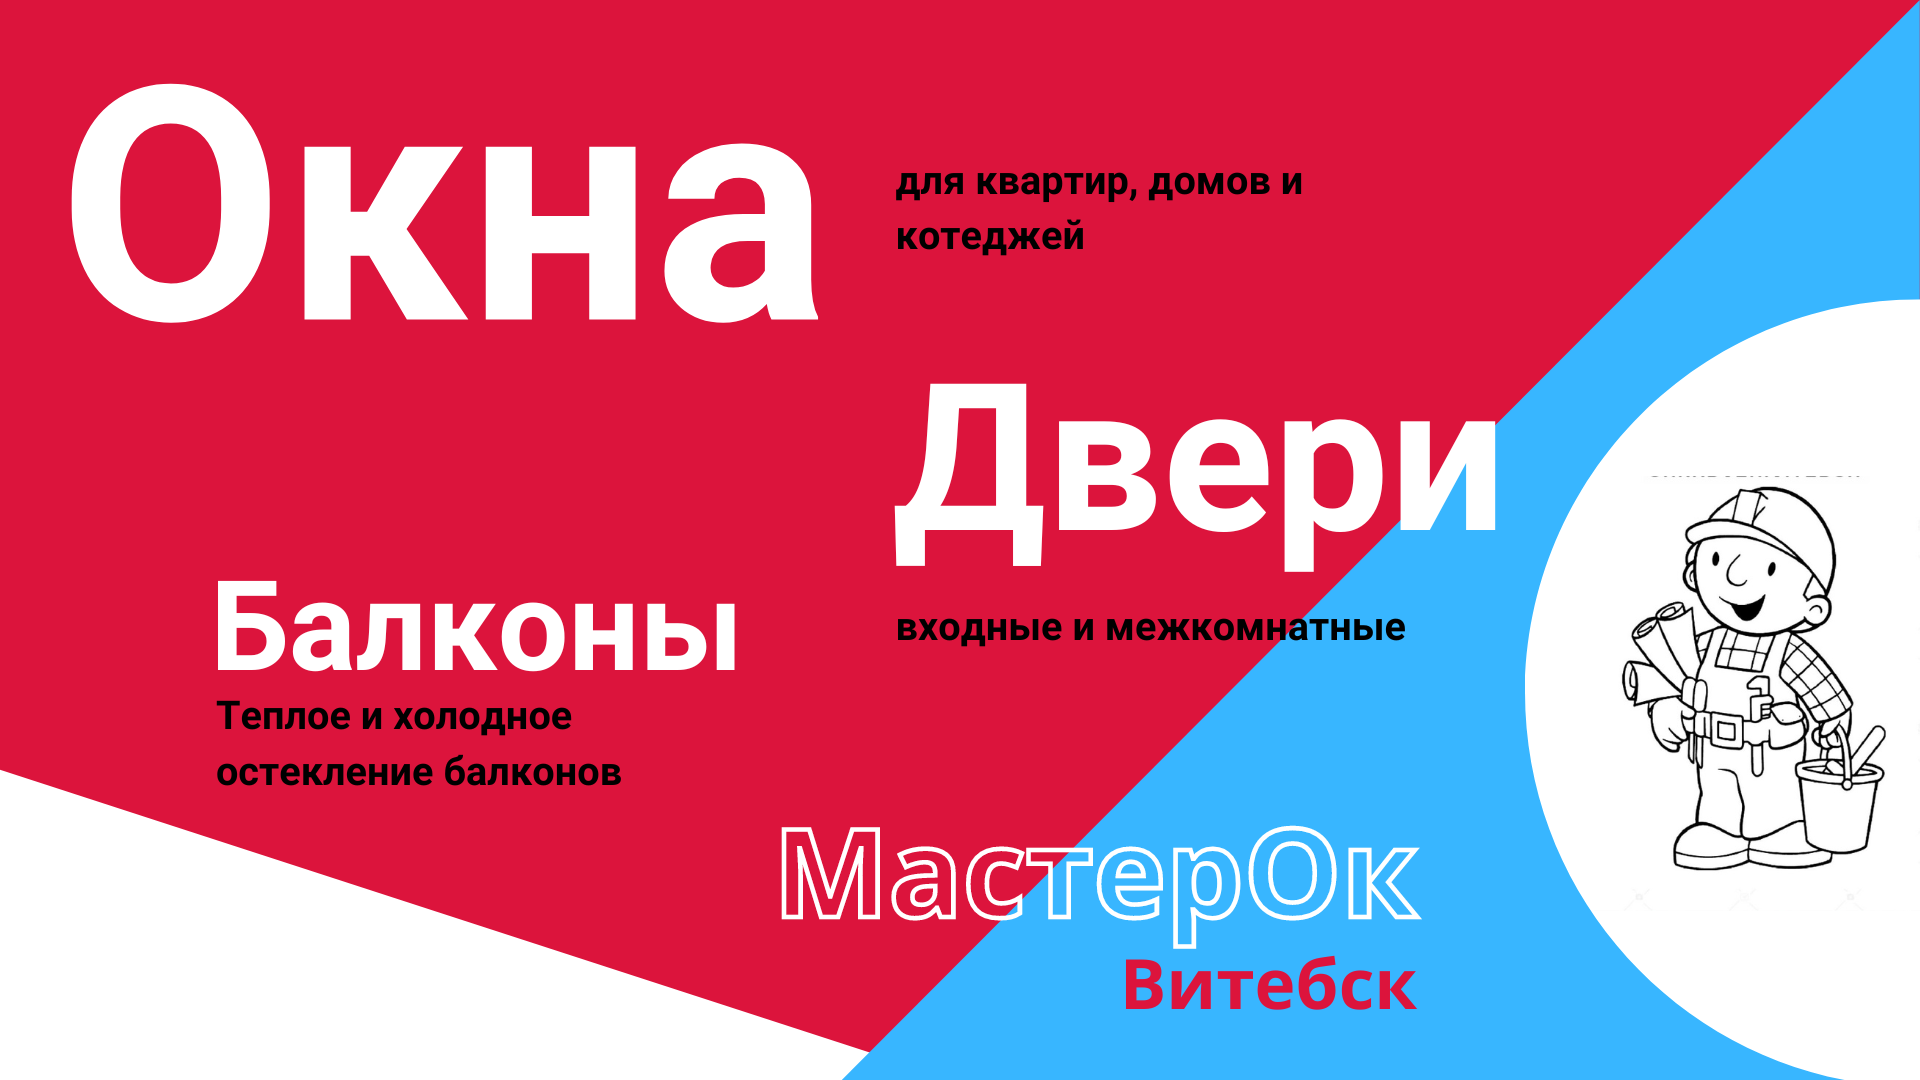 Окна
для квартир, домов и
котеджей
Двери
входные и межкомнатные
Балконы
Теплое и холодное
остекление балконов
МастерОк
Витебск